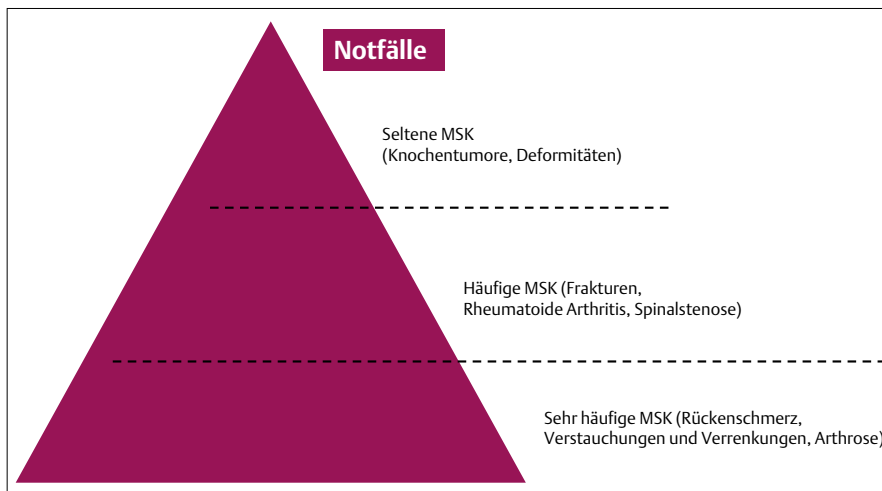 Notfälle
Seltene MSK
(Knochentumore, Deformitäten)
Häufige MSK (Frakturen,
Rheumatoide Arthritis, Spinalstenose)
Sehr häufige MSK (Rückenschmerz,
Verstauchungen und Verrenkungen, Arthrose)